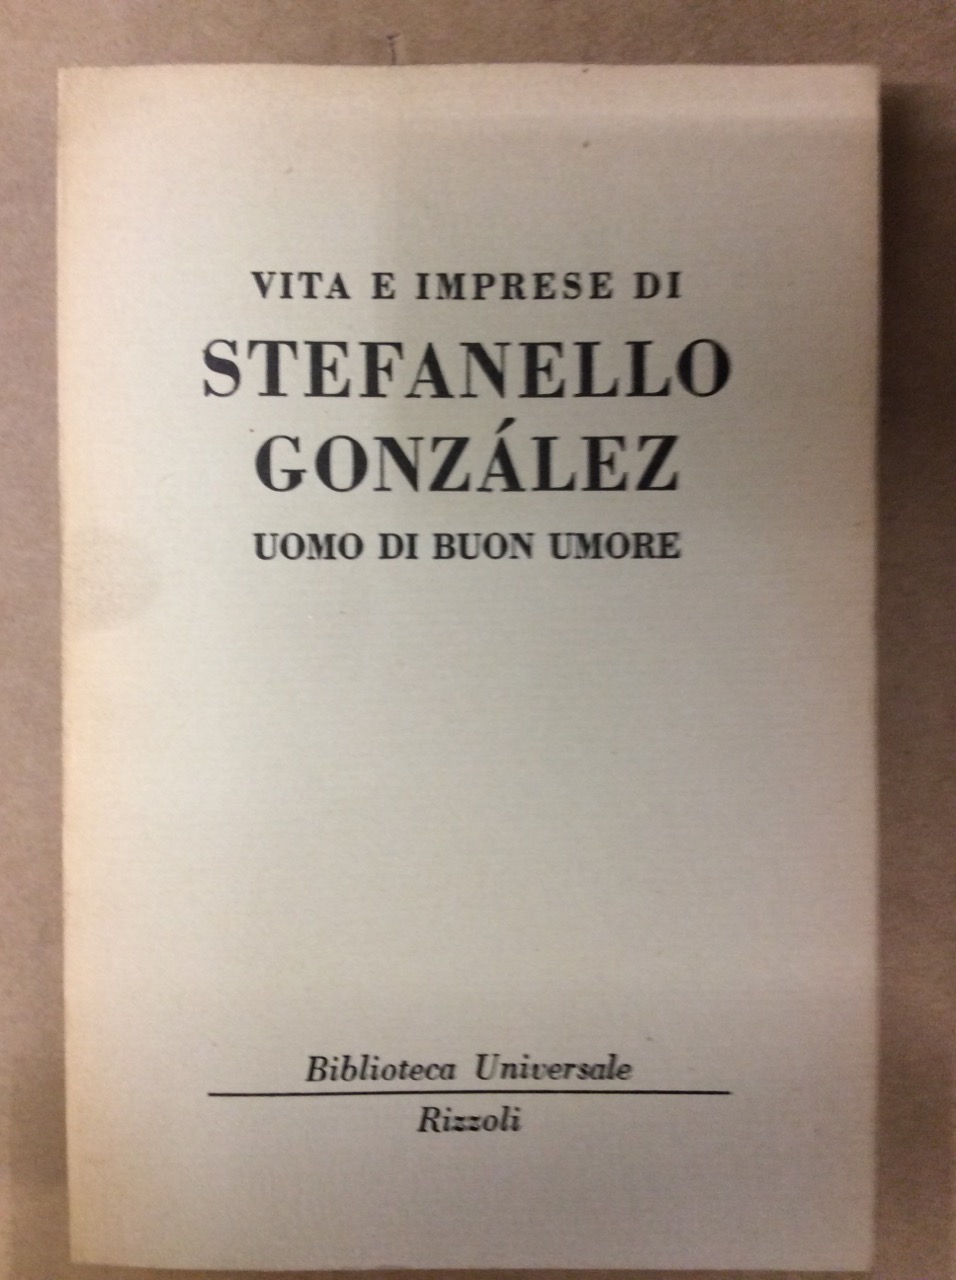 VITA E IMPRESE DI
STEFANELLO
GONZÁLEZ
UOMO DI BUON UMORE
Biblioteca Universale
Rizzoli